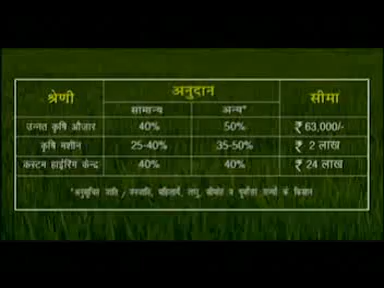 श्रेणी अनुदान सीमा
सामान्य अन्य*
उन्नत कृषि औज़ार 40% 50% ₹ 63,000/-
कृषि मशीन 25-40% 35-50% ₹ 2 लाख
कस्टम हाईरिंग केन्द्र 40% 40% ₹ 24 लाख
*अनुसूचित जाति / जनजाति, महिलायें, लघु, सीमांत व पूर्वोत्तर राज्यों के किसान